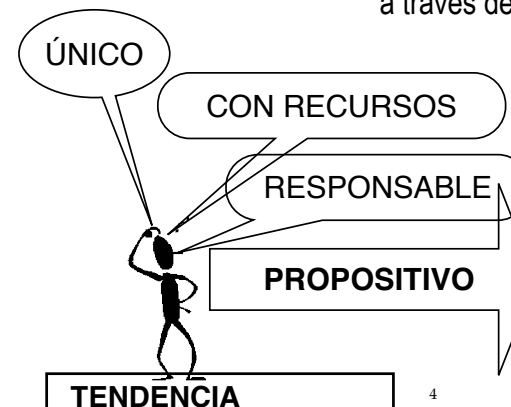 a través de
ÚNICO
CON RECURSOS
RESPONSABLE
PROPOSITIVO
TENDENCIA
4